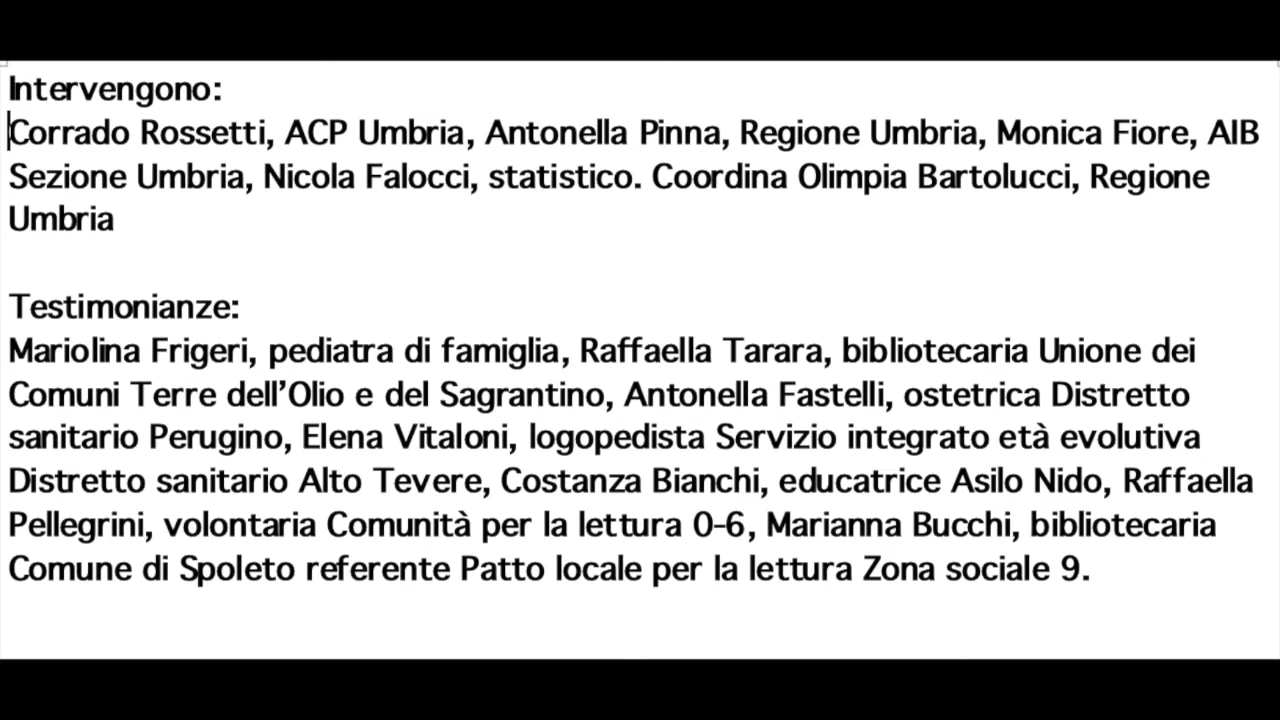 Intervengono:
Corrado Rossetti, ACP Umbria, Antonella Pinna, Regione Umbria, Monica Fiore, AIB
Sezione Umbria, Nicola Falocci, statistico. Coordina Olimpia Bartolucci, Regione
Umbria
Testimonianze:
Mariolina Frigeri, pediatra di famiglia, Raffaella Tarara, bibliotecaria Unione dei
Comuni Terre dell’Olio e del Sagrantino, Antonella Fastelli, ostetrica Distretto
sanitario Perugino, Elena Vitaloni, logopedista Servizio integrato età evolutiva
Distretto sanitario Alto Tevere, Costanza Bianchi, educatrice Asilo Nido, Raffaella
Pellegrini, volontaria Comunità per la lettura 0-6, Marianna Bucchi, bibliotecaria
Comune di Spoleto referente Patto locale per la lettura Zona sociale 9.